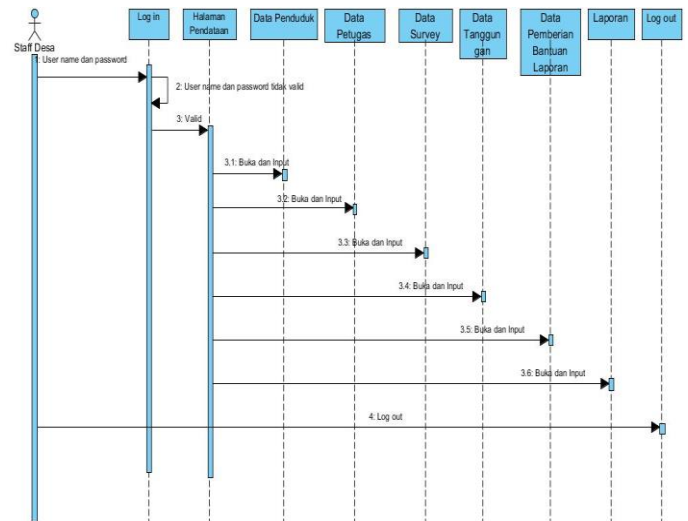 Log in
Halaman
Pendataan
Data Penduduk
Data
Petugas
Data
Survey
Data
Tanggun
gan
Data
Pemberian
Bantuan
Laporan
Laporan
Log out
Staff Desa
1: User name dan password
2: User name dan password tidak valid
3: Valid
3.1: Buka dan Input
3.2: Buka dan Input
3.3: Buka dan Input
3.4: Buka dan Input
3.5: Buka dan Input
3.6: Buka dan Input
4: Log out